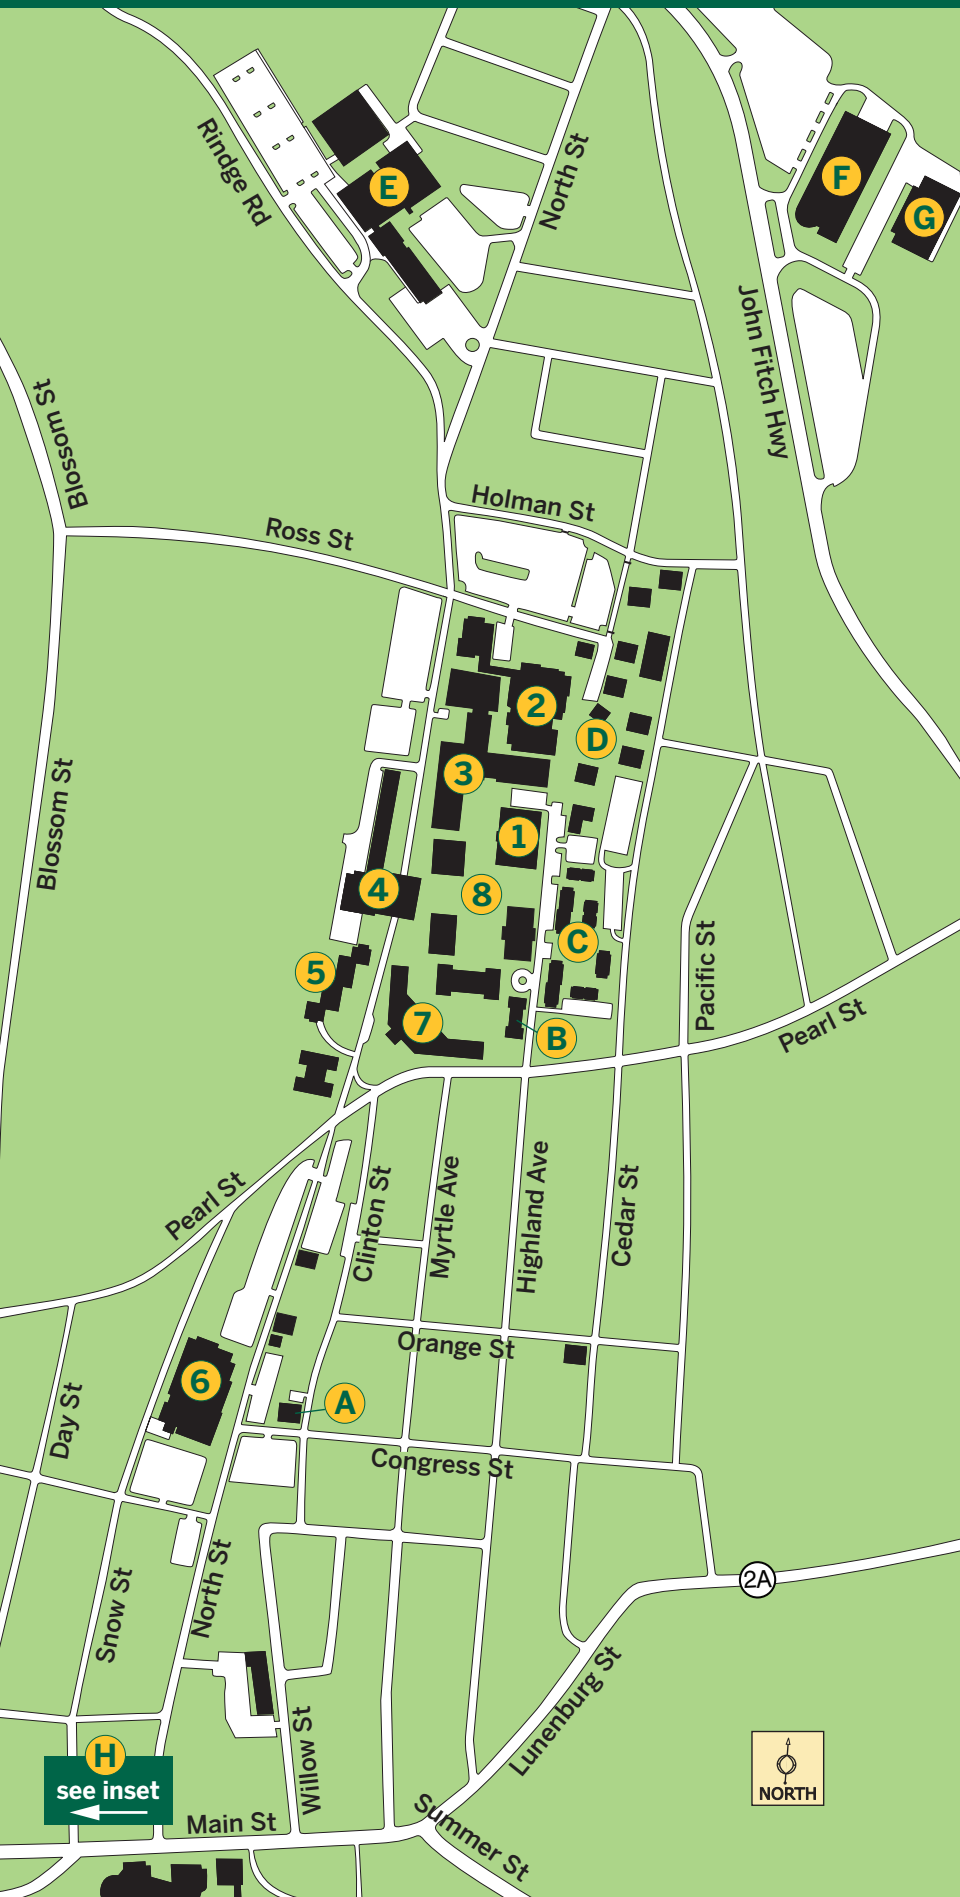 F
E
G
Rindge Rd
North St
John Fitch Hwy
Blossom St
Holman St
Ross St
2
D
3
Blossom St
1
4
8
C
5
Pacific St
7
B
Pearl St
Pearl St
Clinton St
Myrtle Ave
Highland Ave
Cedar St
Orange St
6
A
Day St
Congress St
Snow St
North St
2A
Lunenburg St
Willow St
H
see inset
NORTH
Main St
Summer St